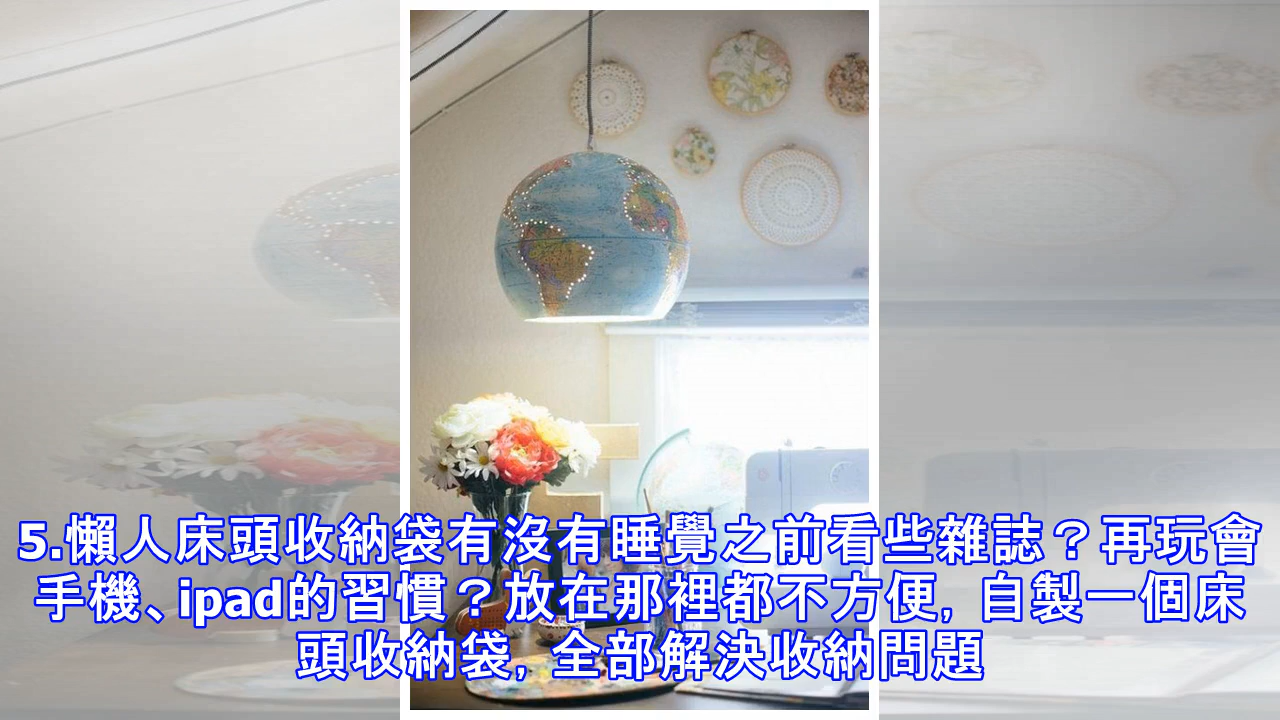 5.懶人床頭收納袋有沒有睡覺之前看些雜誌？再玩會
手機、ipad的習慣？放在那裡都不方便, 自製一個床
頭收納袋, 全部解決收納問題